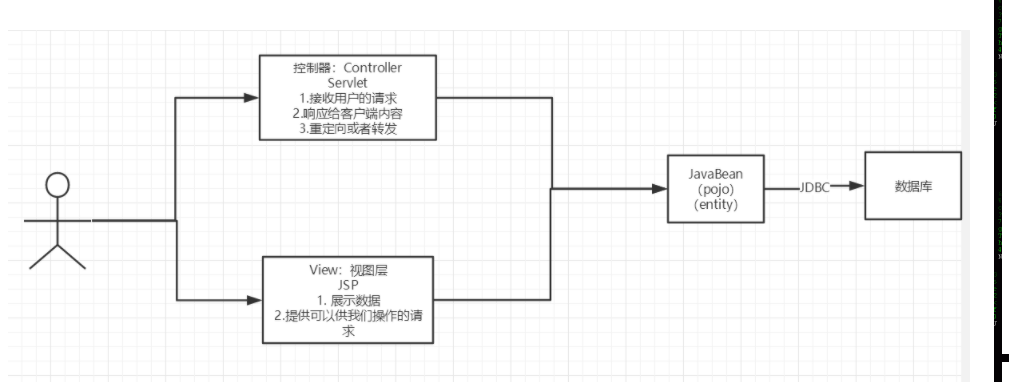 控制器：Controller
Servlet
1.接收用户的请求
2.响应给客户端内容
3.重定向或者转发
JavaBean
（pojo）
（entity）
JDBC
数据库
View：视图层
JSP
1. 展示数据
2.提供可以供我们操作的请
求